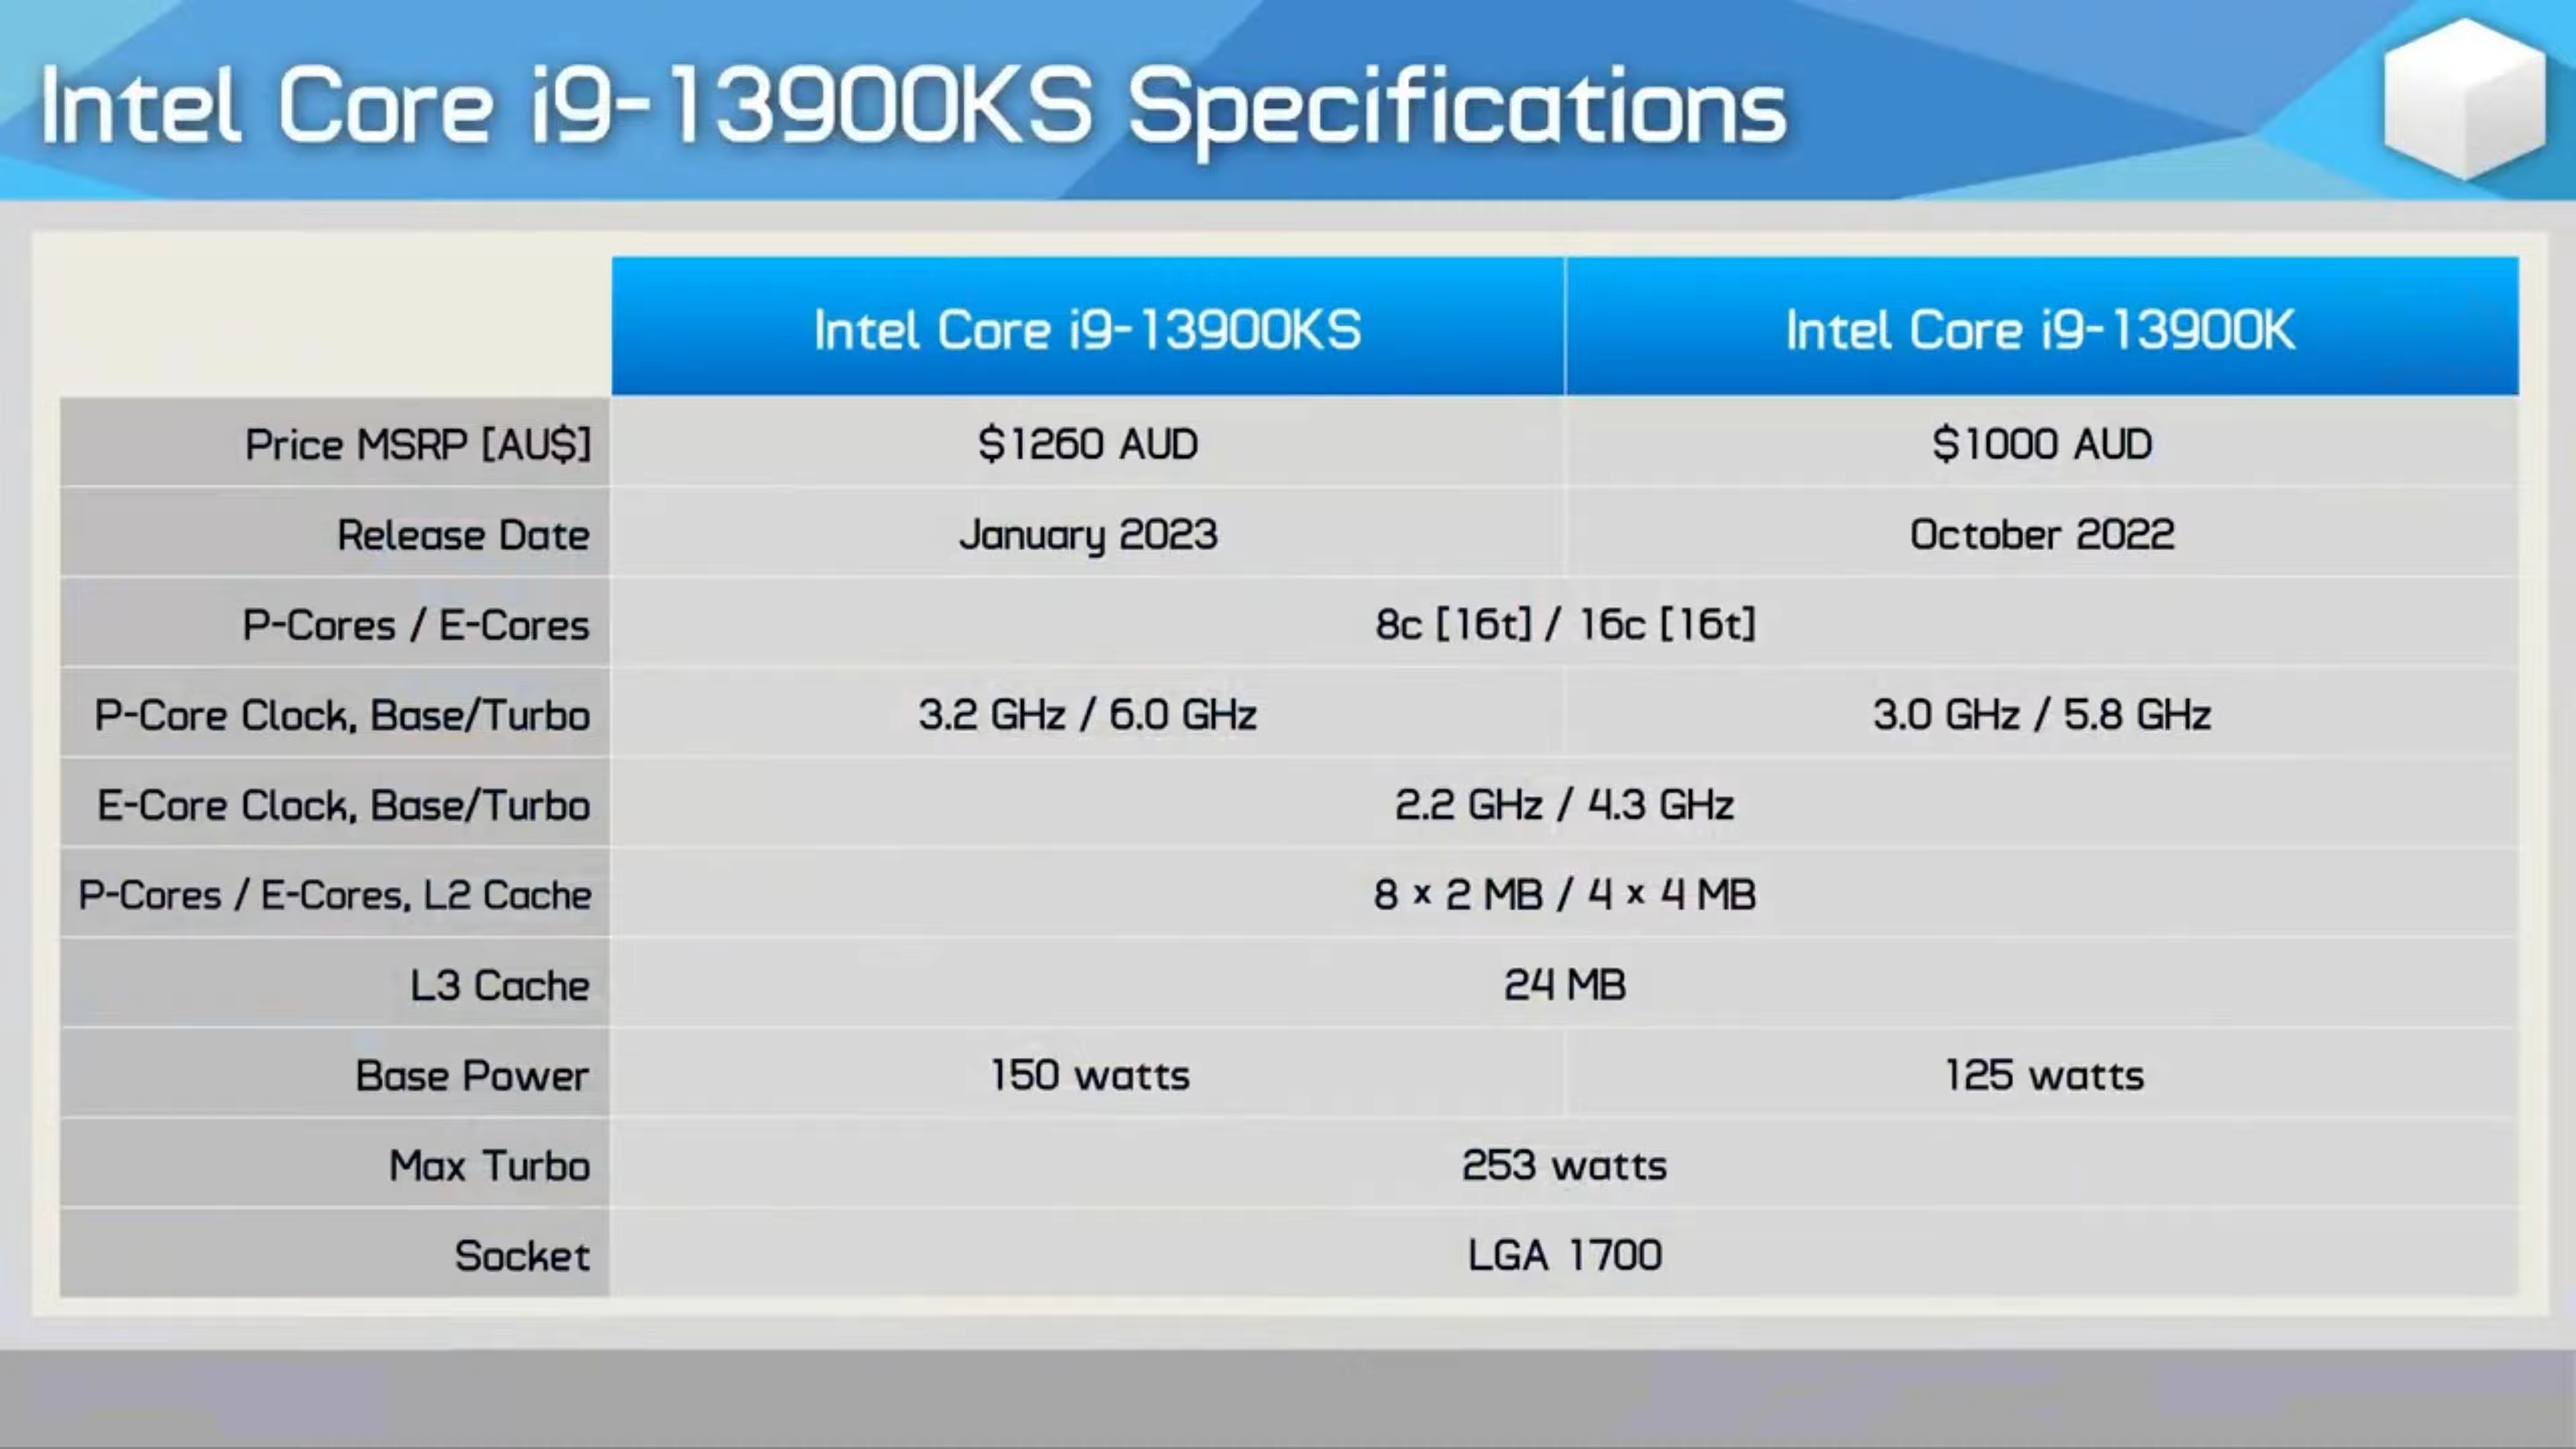 Intel Core i9-13900KS Specifications
Intel Core i9-13900KS Intel Core i9-13900K
Price MSRP [AU$] $1260 AUD $1000 AUD
Release Date January 2023 October 2022
P-Cores / E-Cores 8c [16t] / 16c [16t]
P-Core Clock, Base/Turbo 3.2 GHz / 6.0 GHz 3.0 GHz / 5.8 GHz
E-Core Clock, Base/Turbo 2.2 GHz / 4.3 GHz
P-Cores / E-Cores, L2 Cache 8 × 2 MB / 4 × 4 MB
L3 Cache 24 MB
Base Power 150 watts 125 watts
Max Turbo 253 watts
Socket LGA 1700